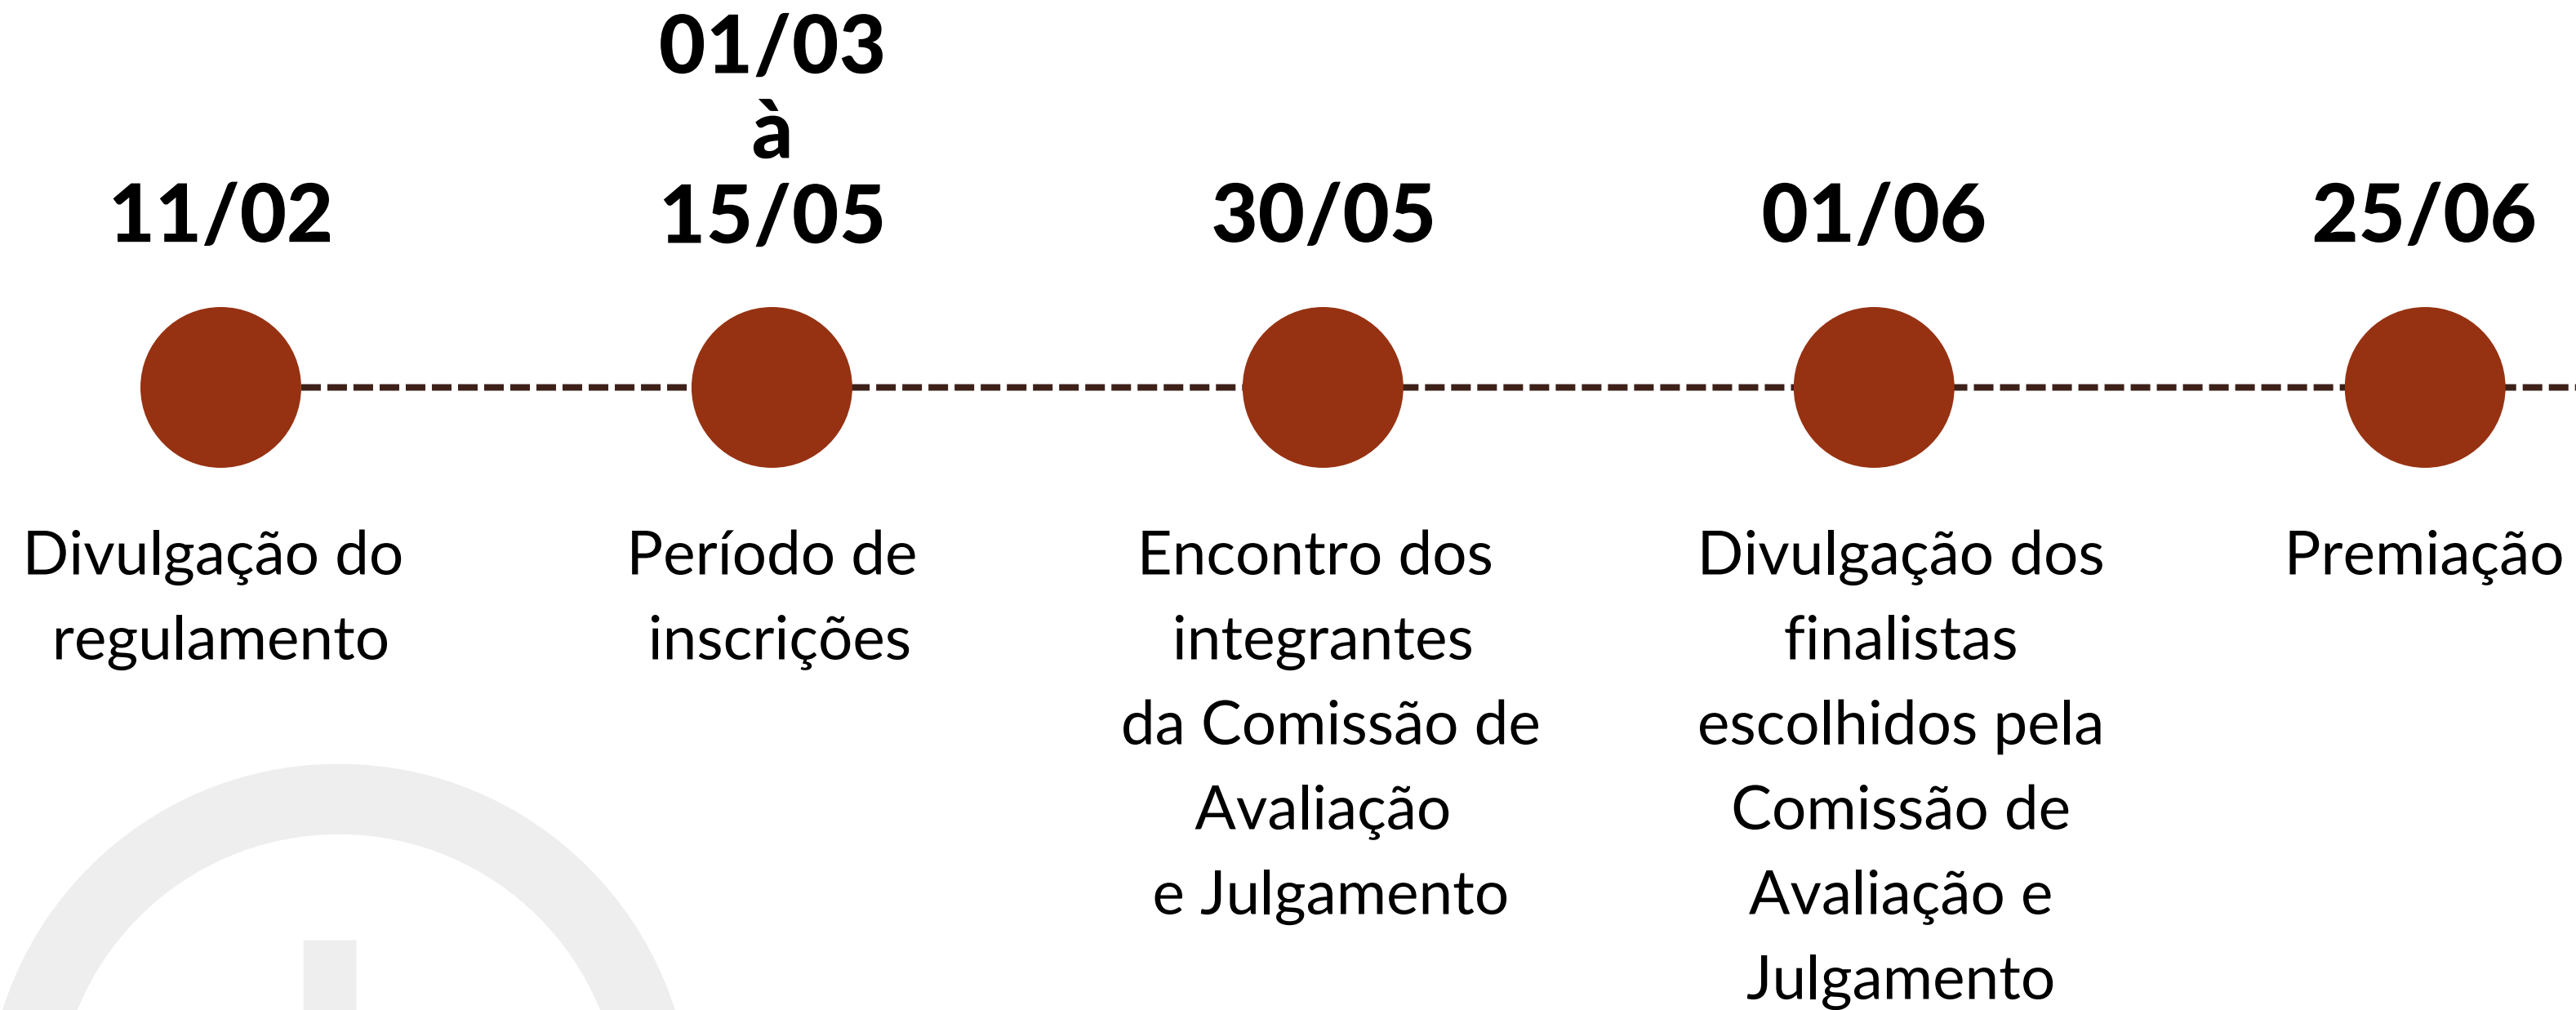 11/02
Divulgação do
regulamento
01/03
à
15/05
Período de
inscrições
30/05
Encontro dos
integrantes
da Comissão de
Avaliação
e Julgamento
01/06
Divulgação dos
finalistas
escolhidos pela
Comissão de
Avaliação e
Julgamento
25/06
Premiação